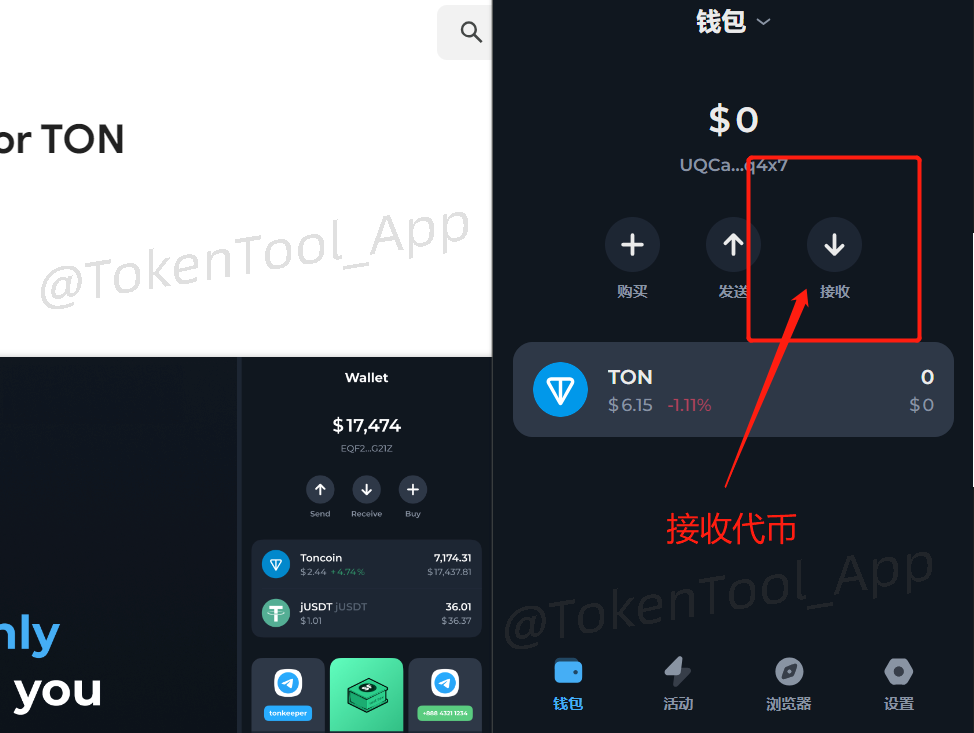 or TON
@TokenTool_App
nly
you
Wallet
$17,474
EQF2...G21Z
Send
Receive
Buy
Toncoin
7,174.31
$2.44 +4.74%
$17,437.81
jUSDT jUSDT
36.01
$1.01
$36.37
tonkeeper
+888 4321 1234
钱包
$0
UQCa...q4x7
购买
发送
接收
TON
0
$6.15 -1.11%
$0
接收代币
@TokenTool_App
钱包
活动
浏览器
设置